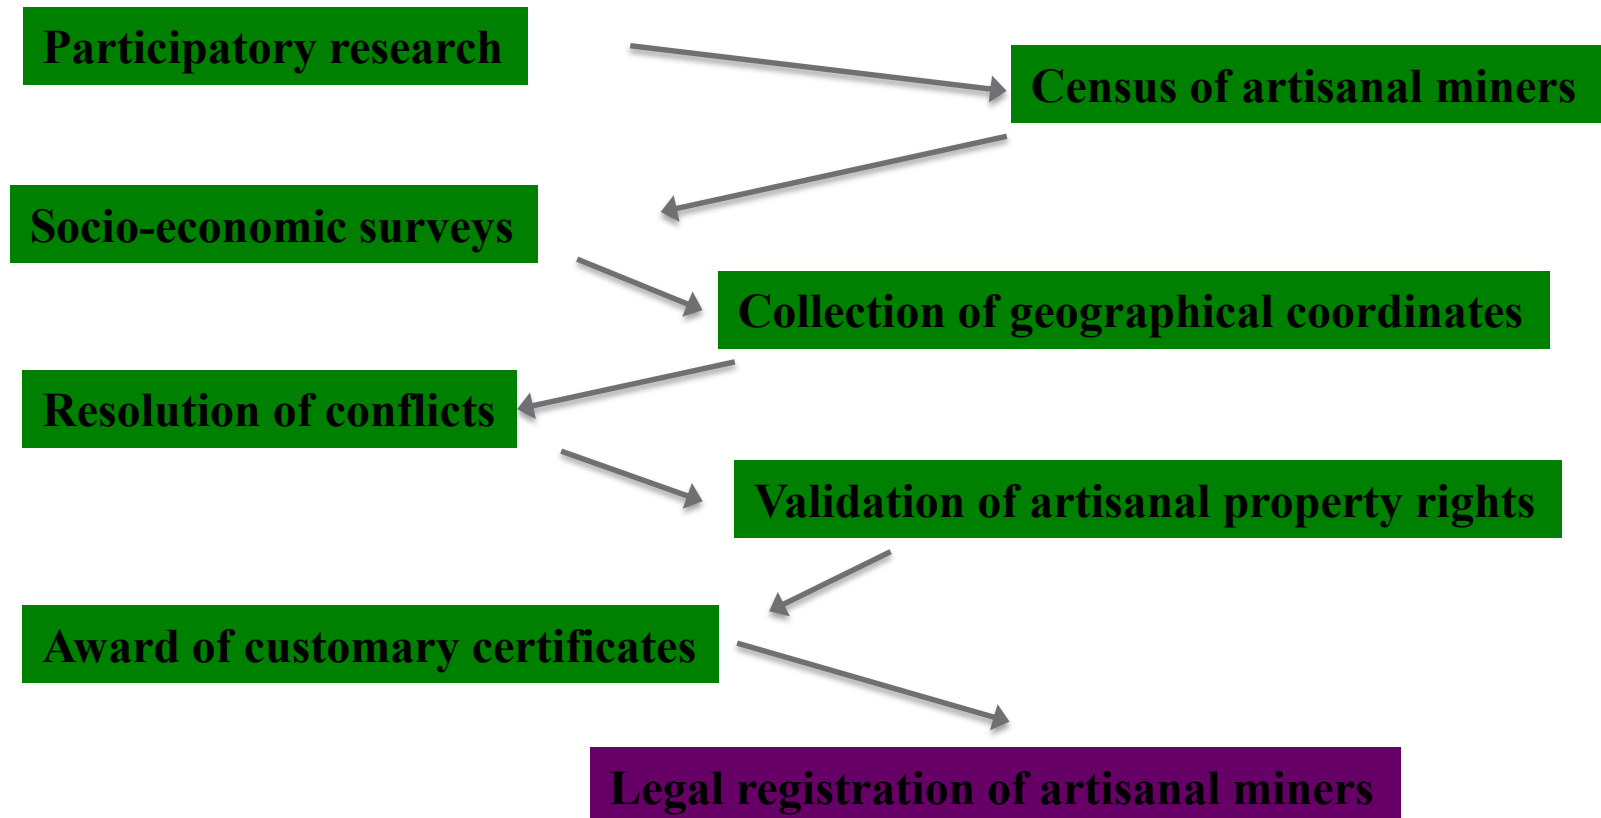 Participatory research
Census of artisanal miners
Socio-economic surveys
Collection of geographical coordinates
Resolution of conflicts
Validation of artisanal property rights
Award of customary certificates
Legal registration of artisanal miners